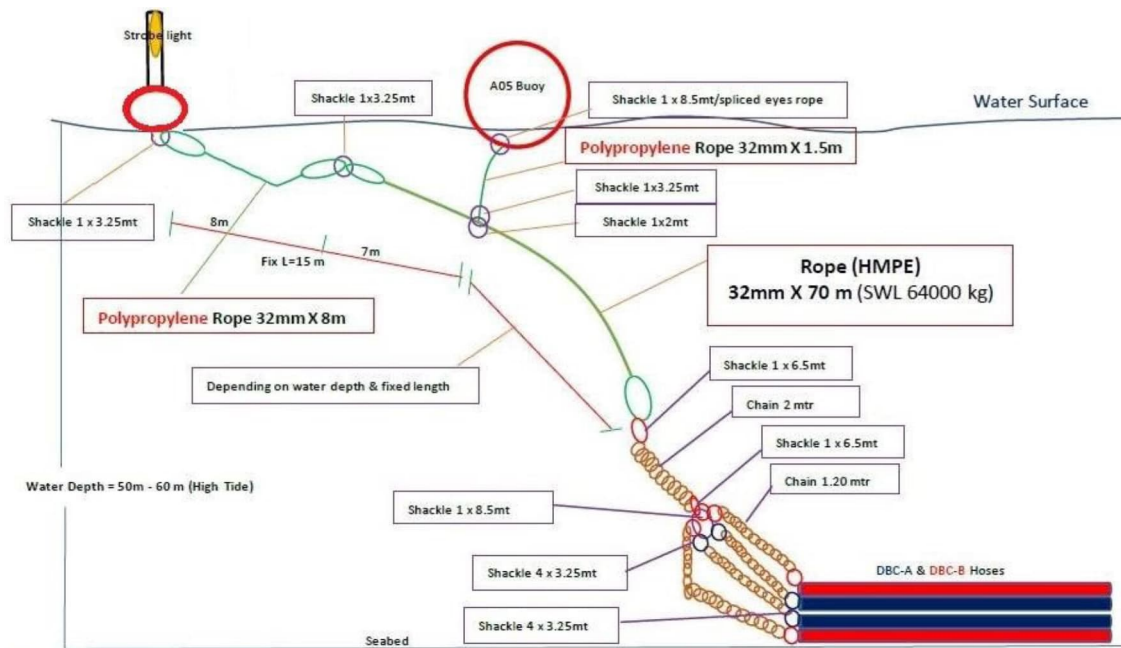 Strobe light
A05 Buoy
Shackle 1x3.25mt
Shackle 1 x 8.5mt/spliced eyes rope
Water Surface
Polypropylene Rope 32mm X 1.5m
Shackle 1x3.25mt
Shackle 1x2mt
Shackle 1 x 3.25mt
8m
7m
Fix L=15 m
Rope (HMPE)
32mm X 70 m (SWL 64000 kg)
Polypropylene Rope 32mm X 8m
Shackle 1 x 6.5mt
Depending on water depth & fixed length
Chain 2 mtr
Shackle 1 x 6.5mt
Chain 1.20 mtr
Water Depth = 50m - 60 m (High Tide)
Shackle 1 x 8.5mt
Shackle 4 x 3.25mt
DBC-A & DBC-B Hoses
Shackle 4 x 3.25mt
Seabed